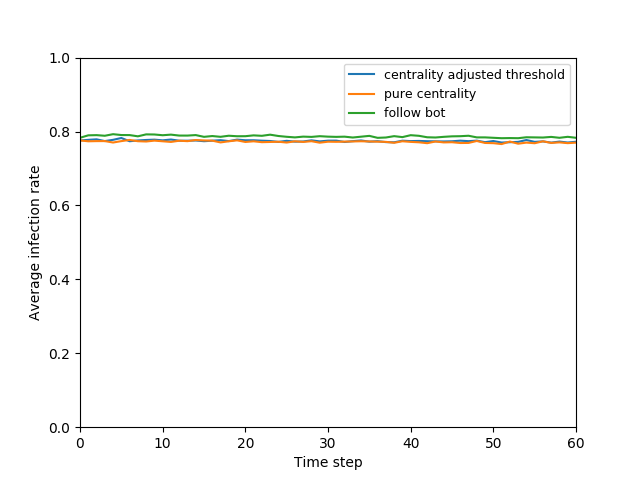 centrality adjusted threshold
pure centrality
follow bot
Average infection rate
1.0
0.8
0.6
0.4
0.2
0.0
0 10 20 30 40 50 60
Time step